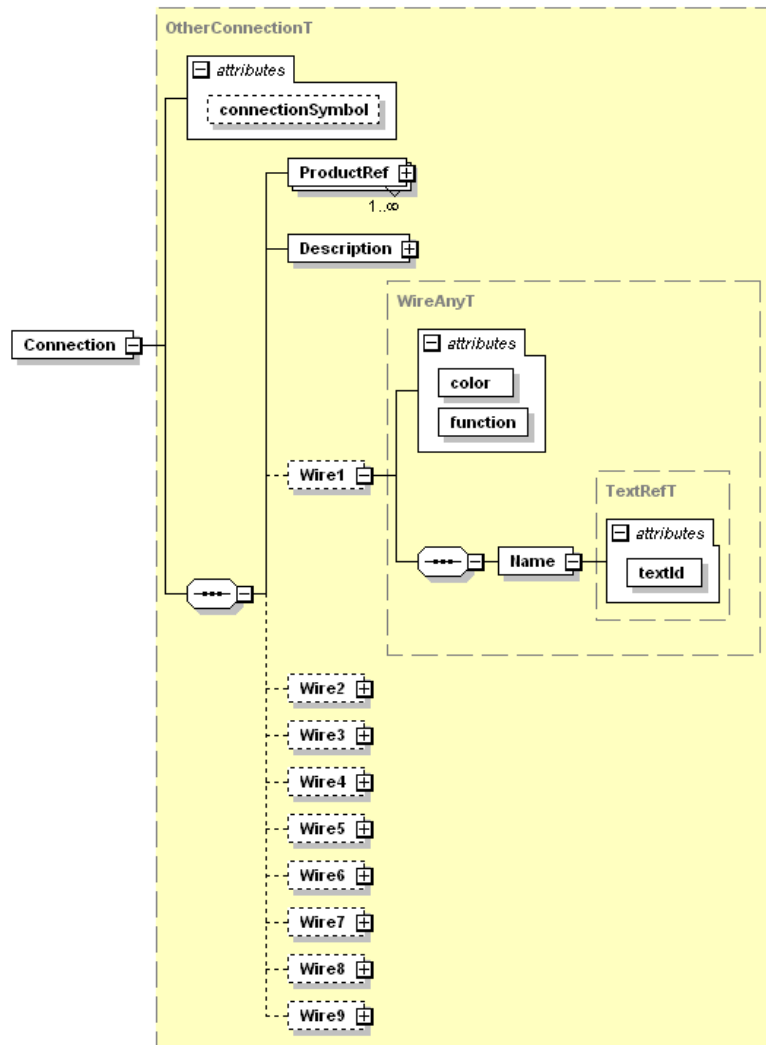 OtherConnectionT
attributes
connectionSymbol
ProductRef
1..∞
Description
WireAnyT
attributes
color
function
Connection
Wire1
TextRefT
attributes
Name
textId
Wire2
Wire3
Wire4
Wire5
Wire6
Wire7
Wire8
Wire9